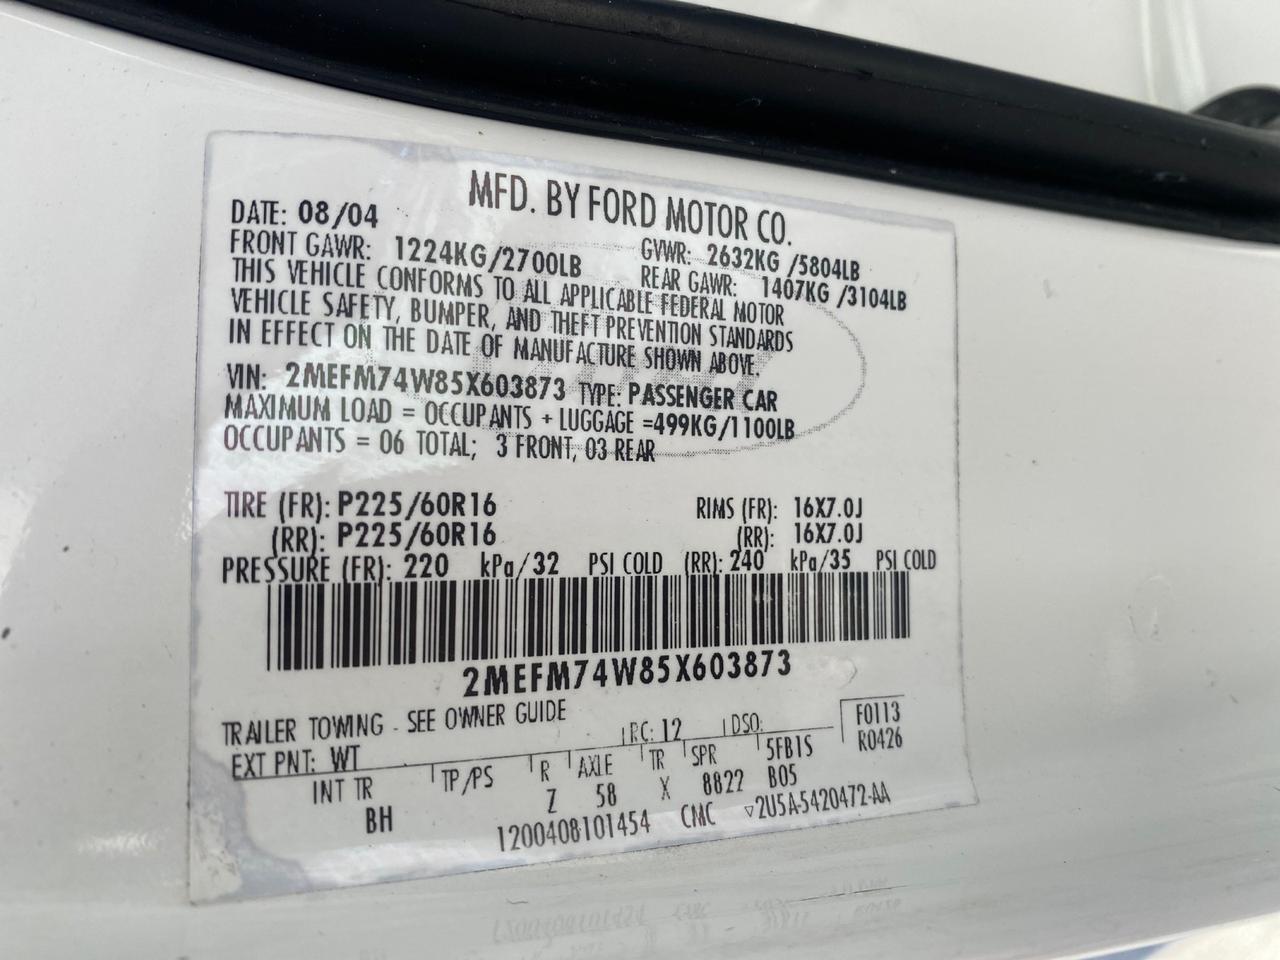 MFD. BY FORD MOTOR CO.
DATE: 08/04
GVWR: 2632KG /5804LB
FRONT GAWR: 1224KG/2700LB
REAR GAWR: 1407KG /3104LB
THIS VEHICLE CONFORMS TO ALL APPLICABLE FEDERAL MOTOR
VEHICLE SAFETY, BUMPER, AND THEFT PREVENTION STANDARDS
IN EFFECT ON THE DATE OF MANUFACTURE SHOWN ABOVE.
VIN: 2MEFM74W85X603873 TYPE: PASSENGER CAR
MAXIMUM LOAD = OCCUPANTS + LUGGAGE =499KG/1100LB
OCCUPANTS = 06 TOTAL; 3 FRONT, 03 REAR
TIRE (FR): P225/60R16 RIMS (FR): 16X7.0J
(RR): P225/60R16 (RR): 16X7.0J
PRESSURE (FR): 220 kPa/32 PSI COLD (RR): 240 kPa/35 PSI COLD
2MEFM74W85X603873
TRAILER TOWING - SEE OWNER GUIDE
EXT PNT: WT RC: 12 DSO: F0113
R0426
INT TR TP/PS R AXLE TR SPR 5FB1S
BH Z 58 X 8822 B05
1200408101454 CMC ▽2U5A-5420472-AA